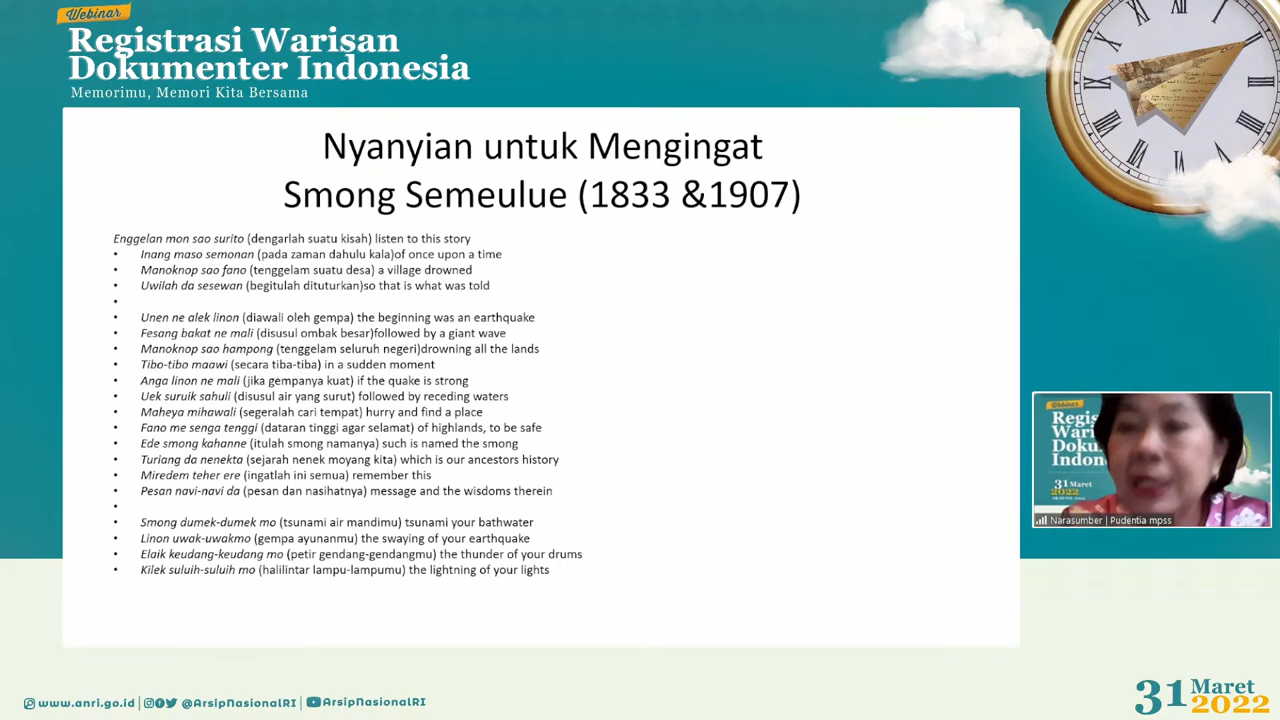 Webinar
Registrasi Warisan
Dokumenter Indonesia
Memorimu, Memori Kita Bersama
Nyanyian untuk Mengingat
Smong Semeulue (1833 &1907)
Enggelan mon sao surito (dengarlah suatu kisah) listen to this story
• Inang maso semonan (pada zaman dahulu kala)of once upon a time
• Manoknop sao fano (tenggelam suatu desa) a village drowned
• Uwilah da sesewan (begitulah dituturkan)so that is what was told
•
• Unen ne alek linon (diawali oleh gempa) the beginning was an earthquake
• Fesang bakat ne mali (disusul ombak besar)followed by a giant wave
• Manoknop sao hampong (tenggelam seluruh negeri)drowning all the lands
• Tibo-tibo maawi (secara tiba-tiba) in a sudden moment
• Anga linon ne mali (jika gempanya kuat) if the quake is strong
• Uek suruik sahuli (disusul air yang surut) followed by receding waters
• Maheya mihawali (segeralah cari tempat) hurry and find a place
• Fano me senga tenggi (dataran tinggi agar selamat) of highlands, to be safe
• Ede smong kahanne (itulah smong namanya) such is named the smong
• Turiang da nenekta (sejarah nenek moyang kita) which is our ancestors history
• Miredem teher ere (ingatlah ini semua) remember this
• Pesan navi-navi da (pesan dan nasihatnya) message and the wisdoms therein
•
• Smong dumek-dumek mo (tsunami air mandimu) tsunami your bathwater
• Linon uwak-uwakmo (gempa ayunanmu) the swaying of your earthquake
• Elaik keudang-keudang mo (petir gendang-gendangmu) the thunder of your drums
• Kilek suluih-suluih mo (halilintar lampu-lampumu) the lightning of your lights
Webinar
Regis
Wari
Doku
Indon
31 Maret
2022
Narasumber | Pudentia mpss
www.anri.go.id | @ArsipNasionalRI | ArsipNasionalRI
31 Maret
2022